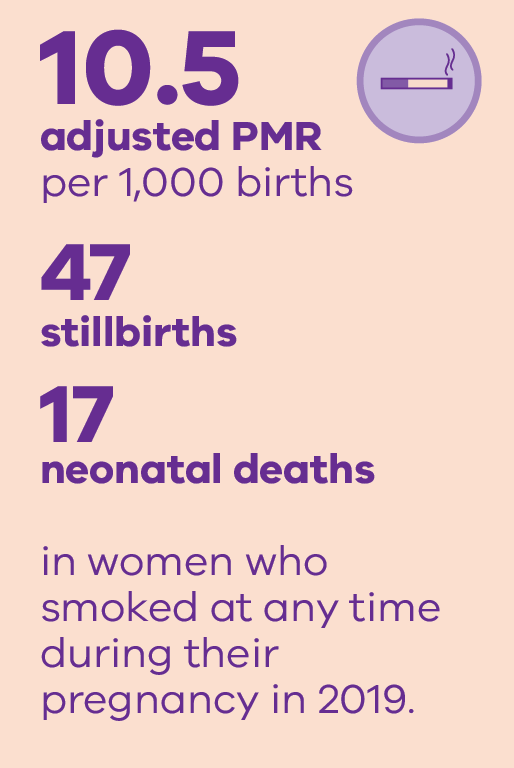 10.5
adjusted PMR
per 1,000 births
47
stillbirths
17
neonatal deaths
in women who
smoked at any time
during their
pregnancy in 2019.